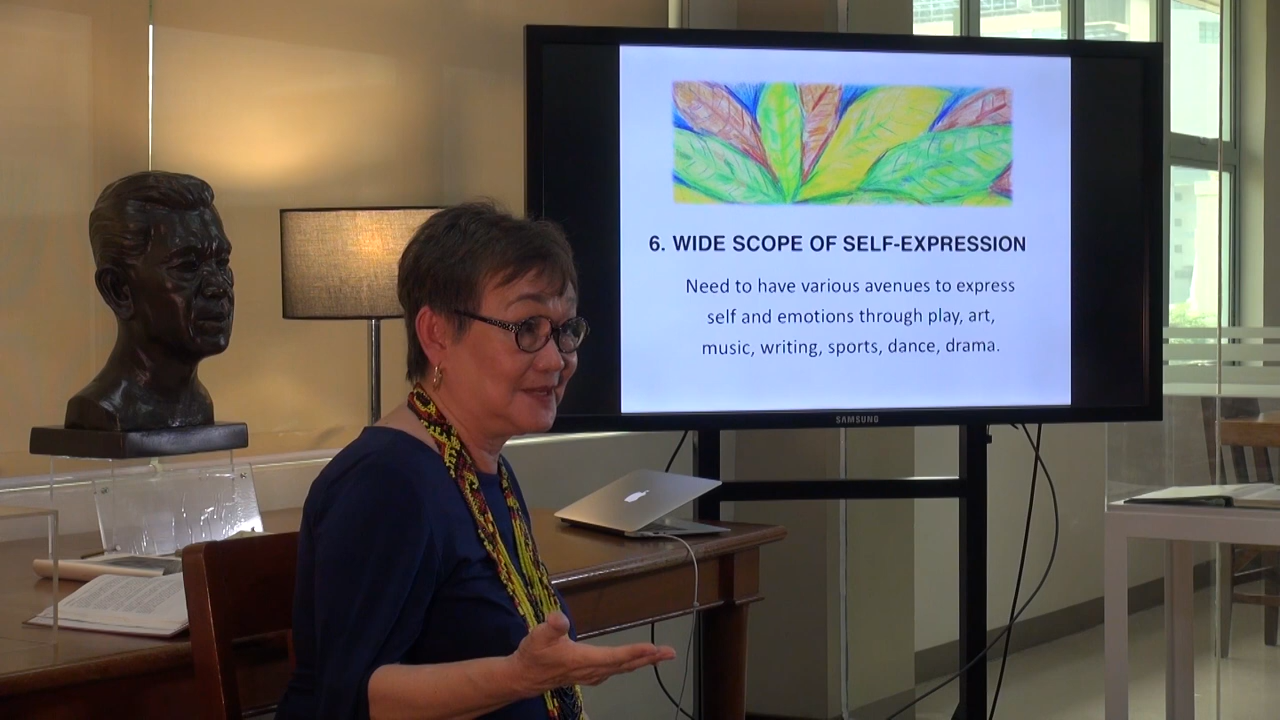 6. WIDE SCOPE OF SELF-EXPRESSION
Need to have various avenues to express
self and emotions through play, art,
music, writing, sports, dance, drama.
SAMSUNG